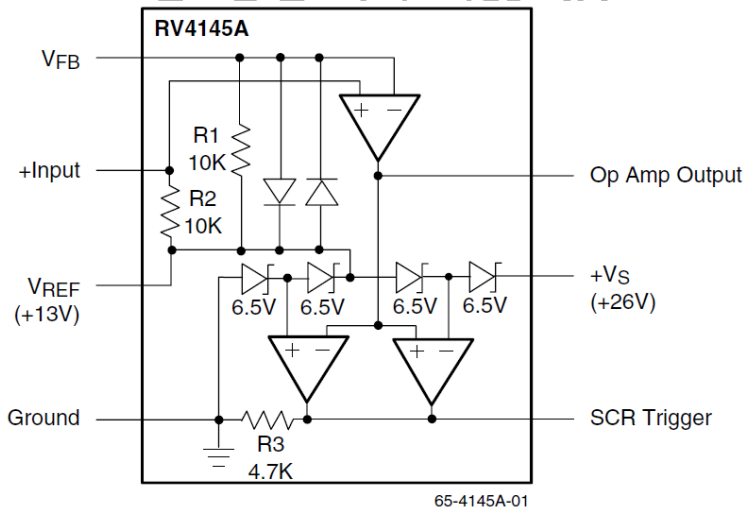 RV4145A
VFB
R1
10K
+ −
+Input
Op Amp Output
R2
10K
VREF
(+13V)
6.5V
6.5V
6.5V
6.5V
+VS
(+26V)
+ −
+ −
Ground
R3
4.7K
SCR Trigger
65-4145A-01